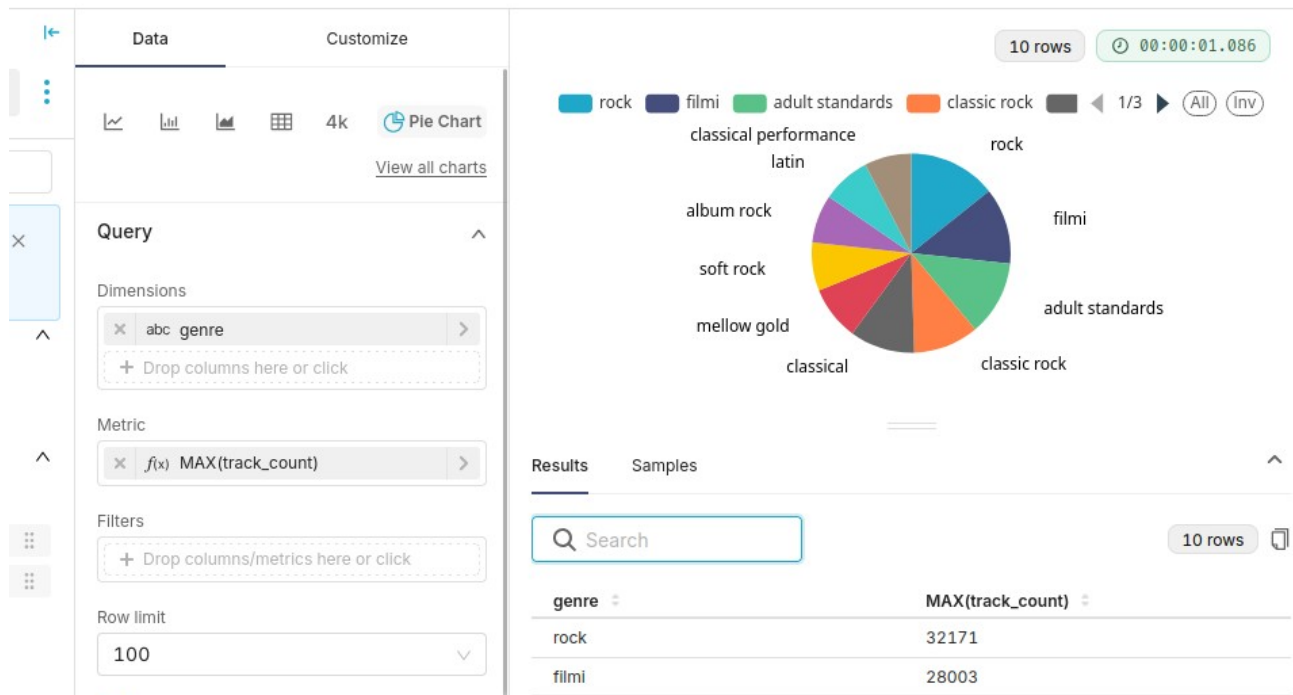 Data
Customize
4k
Pie Chart
View all charts
Query
Dimensions
abc genre
+ Drop columns here or click
Metric
f(x) MAX(track_count)
Filters
+ Drop columns/metrics here or click
Row limit
100
10 rows
00:00:01.086
rock
filmi
adult standards
classic rock
1/3
All
Inv
classical performance
rock
latin
album rock
filmi
soft rock
adult standards
mellow gold
classic rock
classical
Results
Samples
Search
10 rows
genre MAX(track_count)
rock 32171
filmi 28003